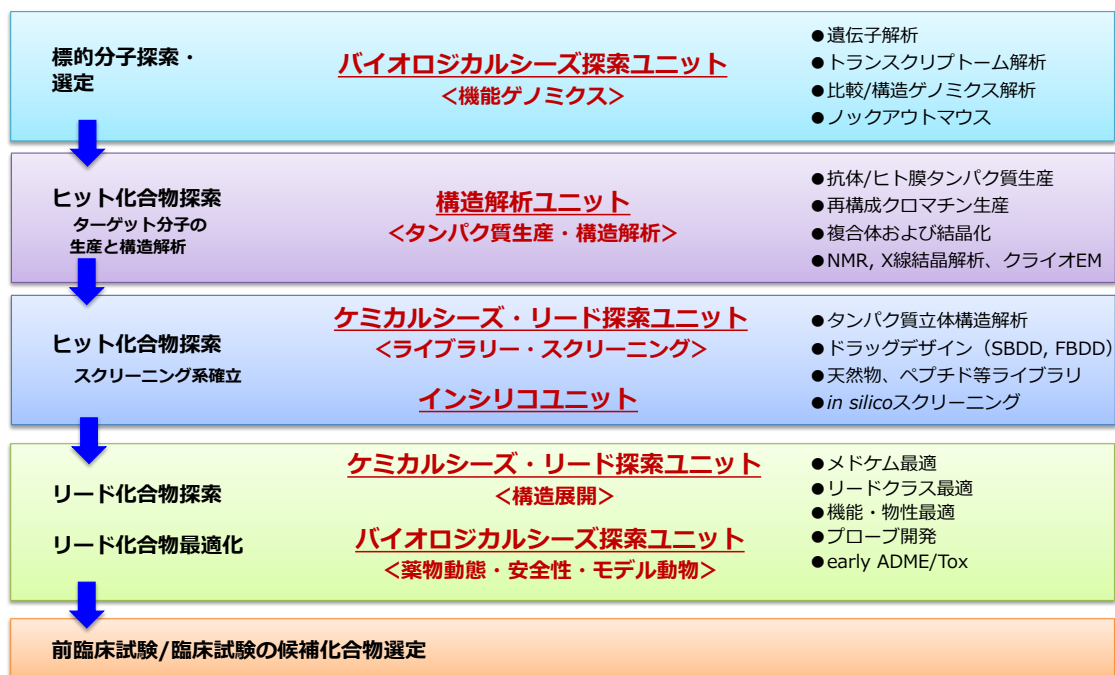 標的分子探索・
選定
バイオロジカルシーズ探索ユニット
<機能ゲノミクス>
●遺伝子解析
●トランスクリプトーム解析
●比較/構造ゲノミクス解析
●ノックアウトマウス
ヒット化合物探索
ターゲット分子の
生産と構造解析
構造解析ユニット
<タンパク質生産・構造解析>
●抗体/ヒト膜タンパク質生産
●再構成クロマチン生産
●複合体および結晶化
●NMR, X線結晶解析、クライオEM
ヒット化合物探索
スクリーニング系確立
ケミカルシーズ・リード探索ユニット
<ライブラリー・スクリーニング>
インシリコユニット
●タンパク質立体構造解析
●ドラッグデザイン（SBDD, FBDD）
●天然物、ペプチド等ライブラリ
●in silicoスクリーニング
リード化合物探索
リード化合物最適化
ケミカルシーズ・リード探索ユニット
<構造展開>
バイオロジカルシーズ探索ユニット
<薬物動態・安全性・モデル動物>
●メドケム最適
●リードクラス最適
●機能・物性最適
●プローブ開発
●early ADME/Tox
前臨床試験/臨床試験の候補化合物選定